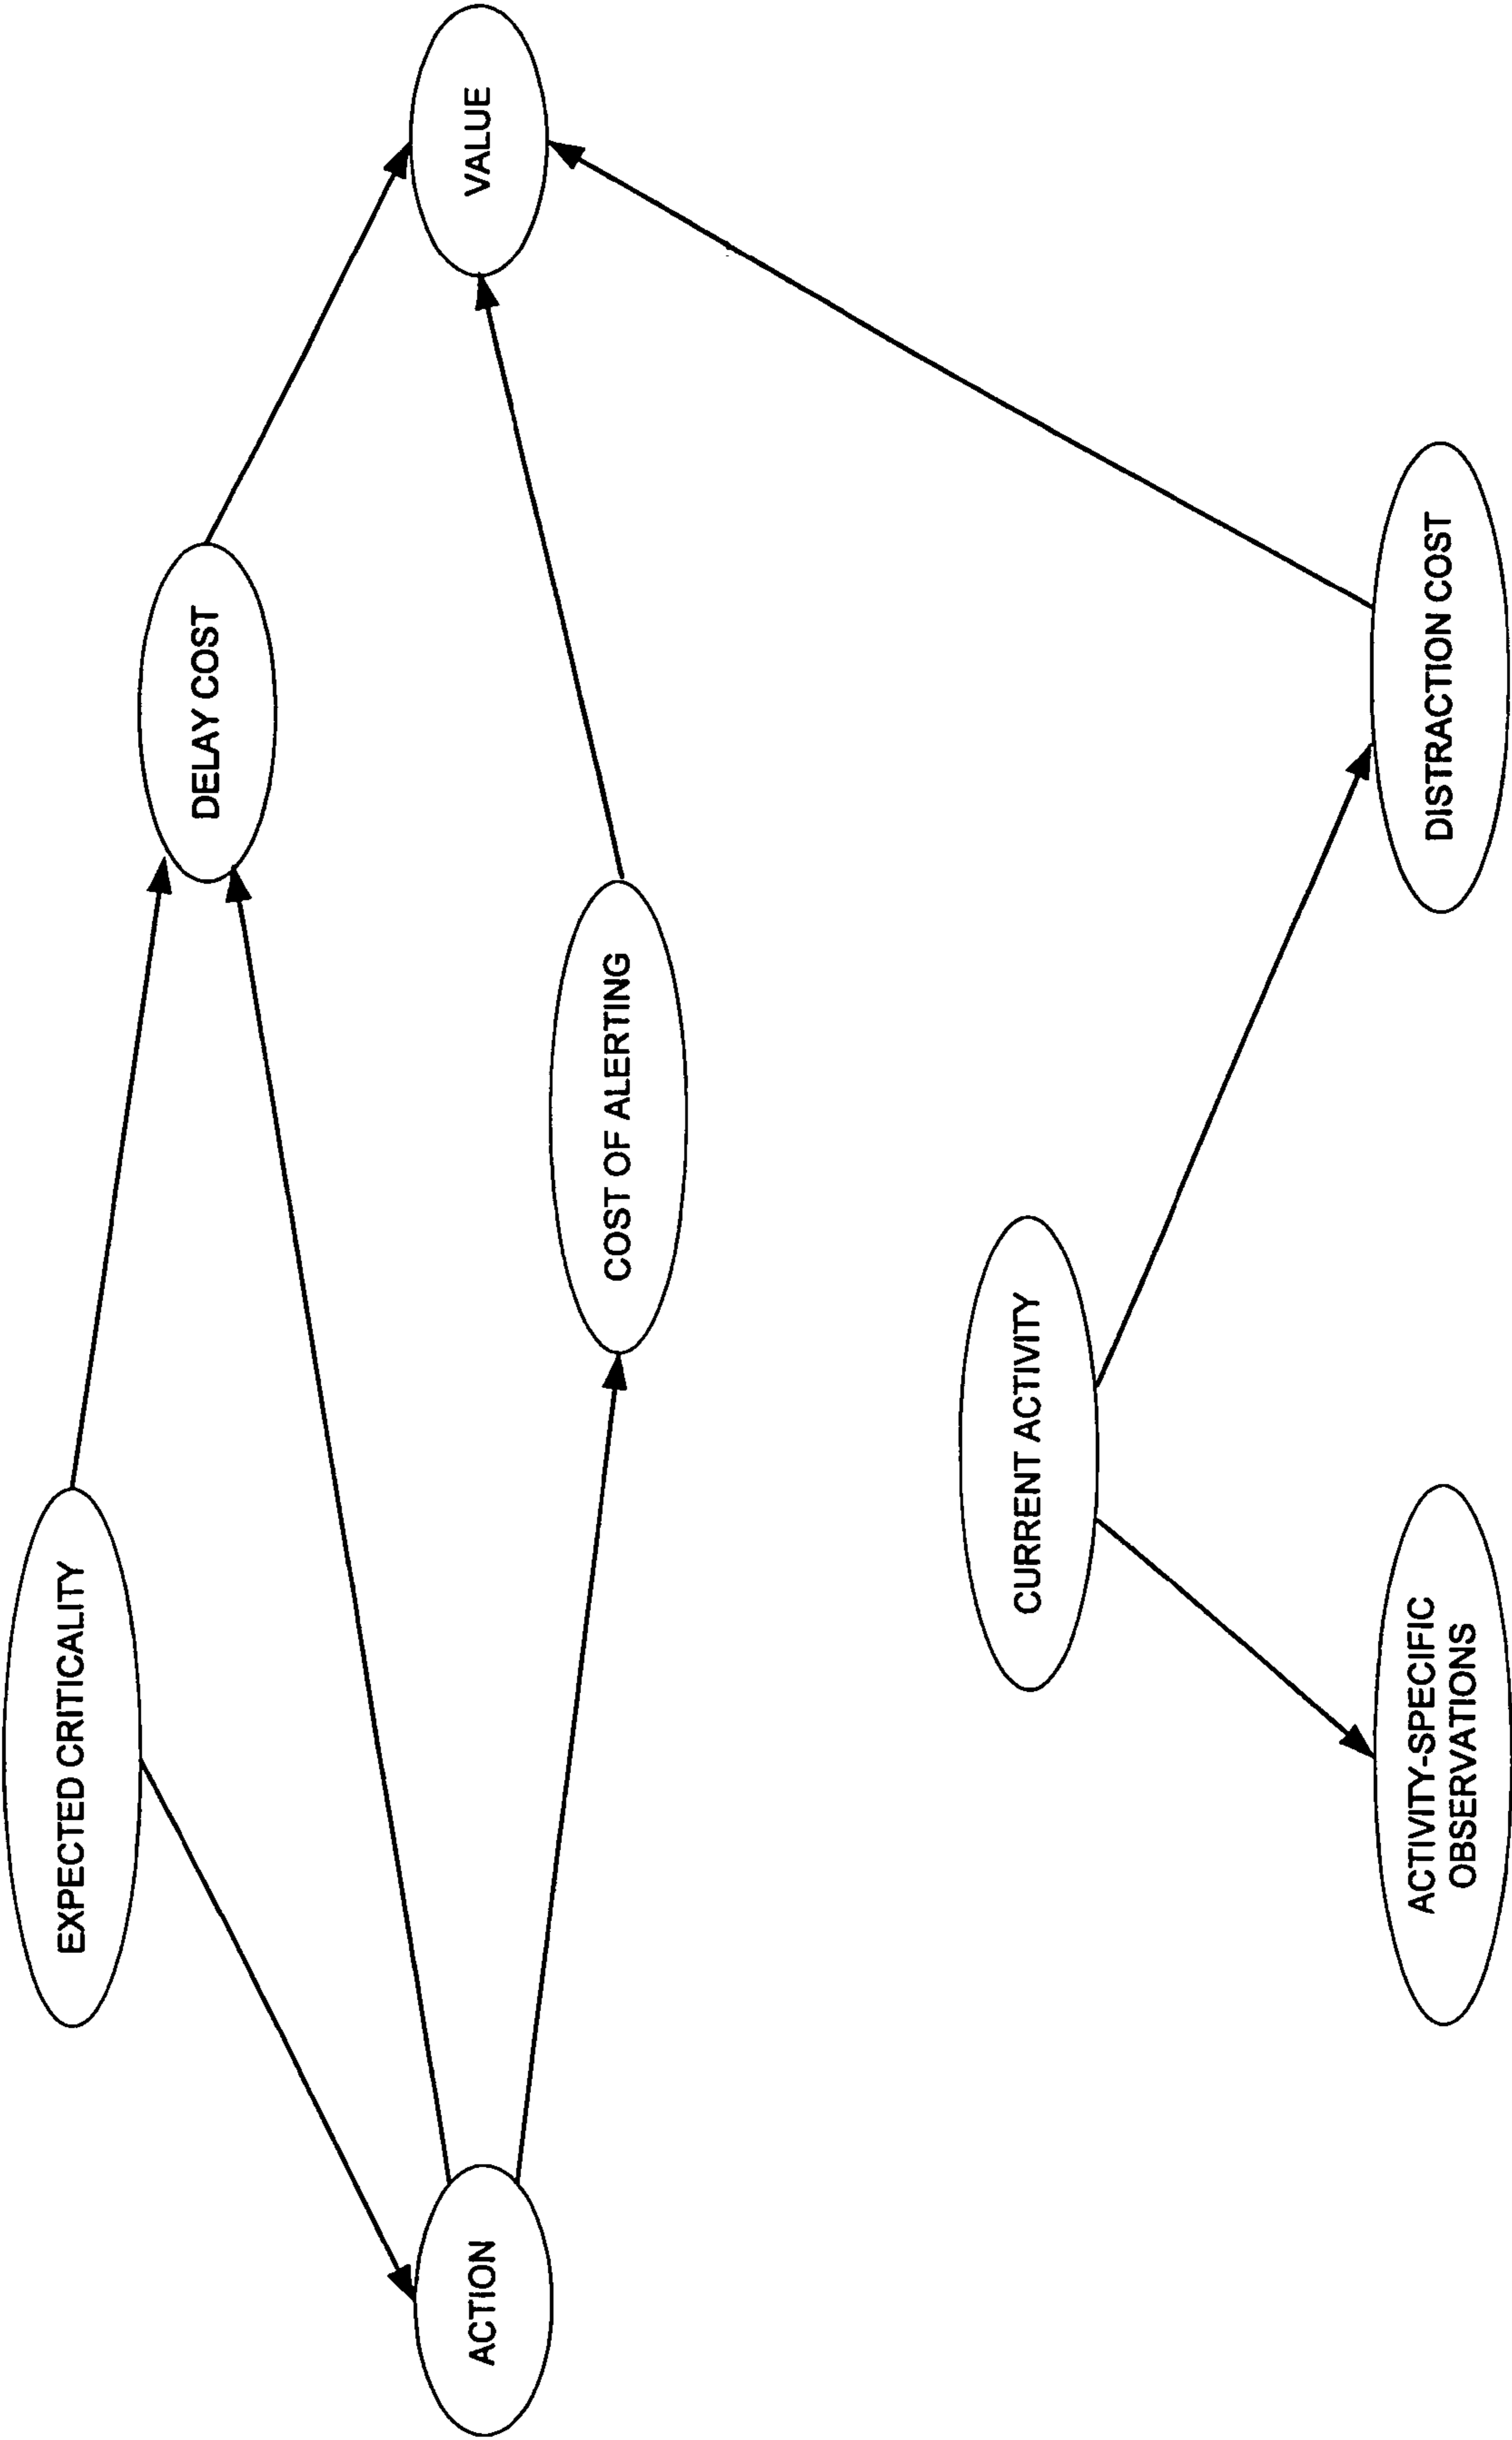 EXPECTED CRITICALITY
DELAY COST
ACTION
VALUE
COST OF ALERTING
CURRENT ACTIVITY
ACTIVITY-SPECIFIC
OBSERVATIONS
DISTRACTION COST